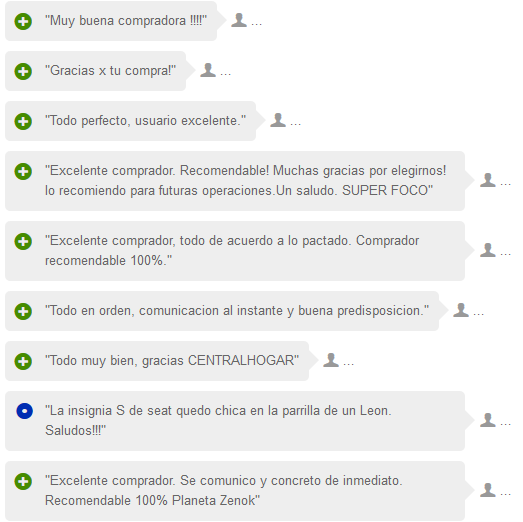 "Muy buena compradora !!!!" ...
"Gracias x tu compra!" ...
"Todo perfecto, usuario excelente." ...
"Excelente comprador. Recomendable! Muchas gracias por elegirnos!
lo recomiendo para futuras operaciones.Un saludo. SUPER FOCO" ...
"Excelente comprador, todo de acuerdo a lo pactado. Comprador
recomendable 100%." ...
"Todo en orden, comunicacion al instante y buena predisposicion." ...
"Todo muy bien, gracias CENTRALHOGAR" ...
"La insignia S de seat quedo chica en la parrilla de un Leon.
Saludos!!!" ...
"Excelente comprador. Se comunico y concreto de inmediato.
Recomendable 100% Planeta Zenok" ...